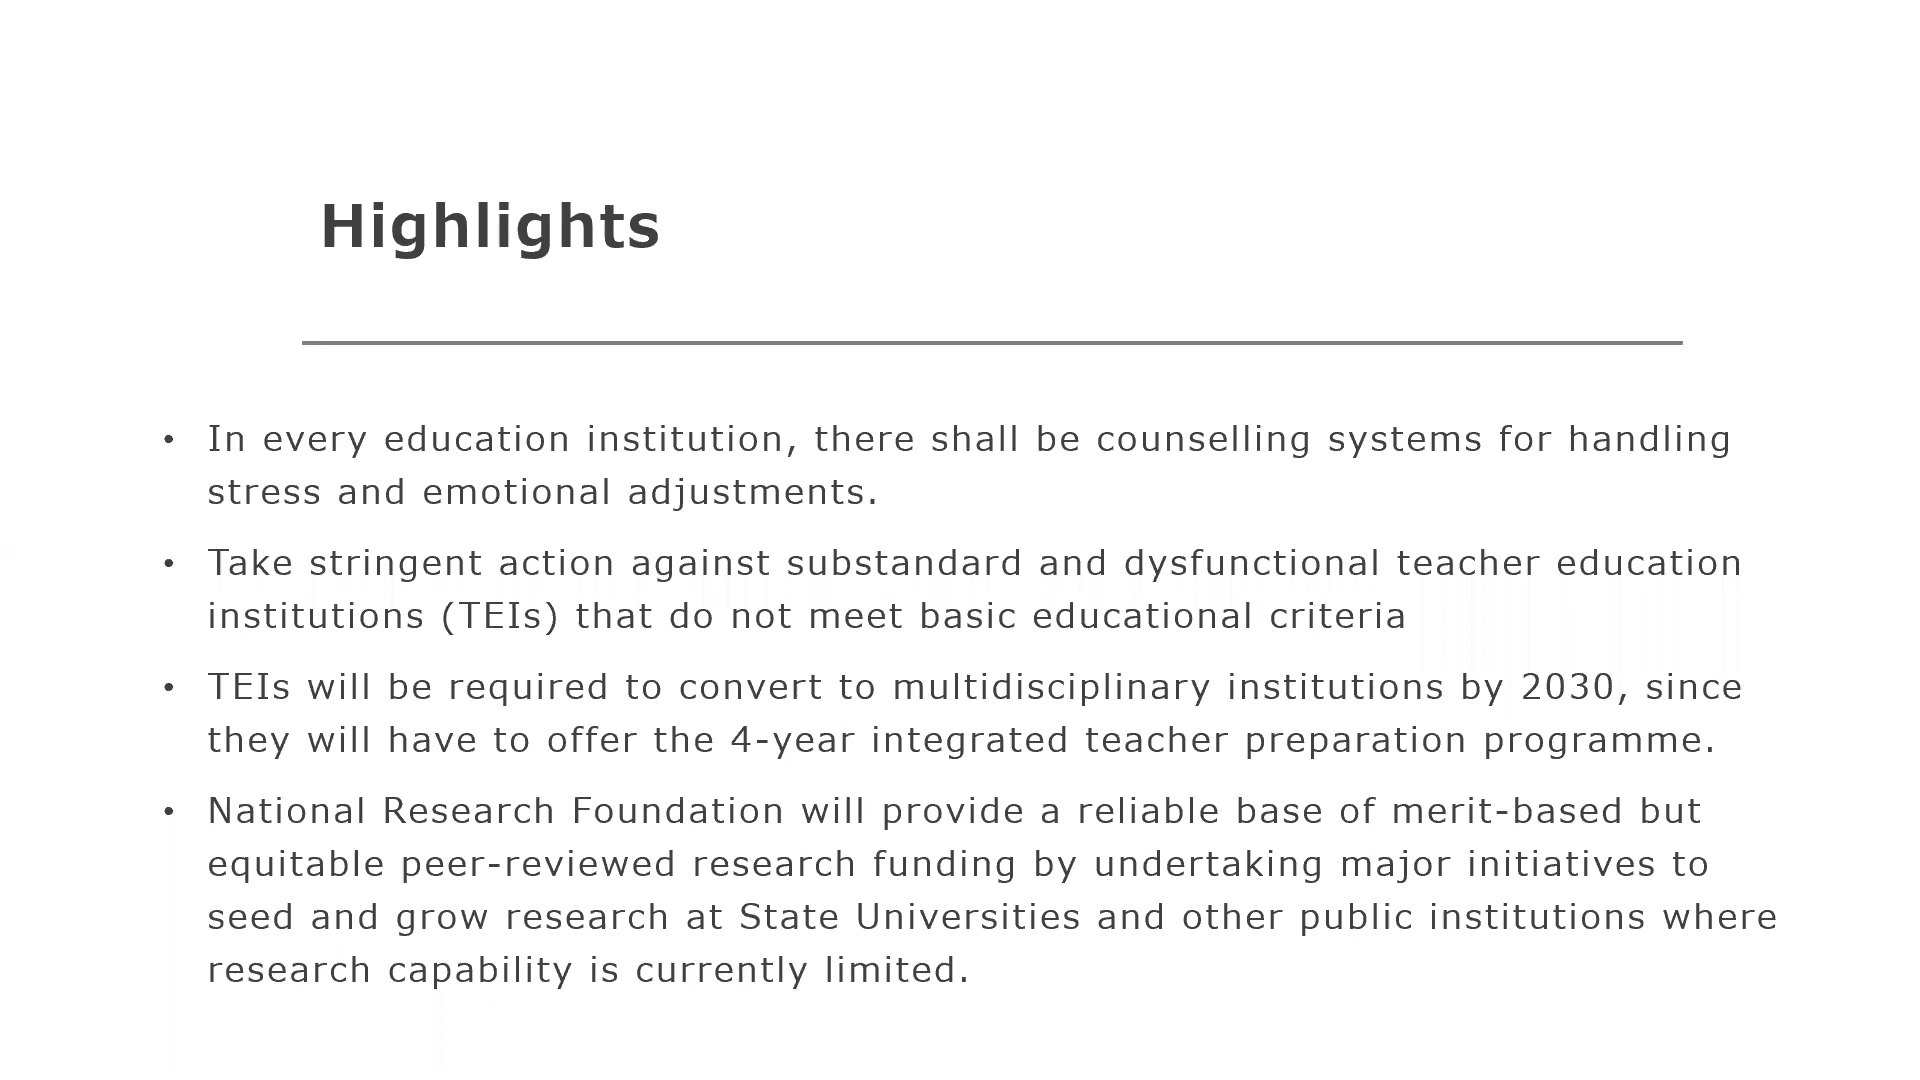 Highlights
• In every education institution, there shall be counselling systems for handling
stress and emotional adjustments.
• Take stringent action against substandard and dysfunctional teacher education
institutions (TEIs) that do not meet basic educational criteria
• TEIs will be required to convert to multidisciplinary institutions by 2030, since
they will have to offer the 4-year integrated teacher preparation programme.
• National Research Foundation will provide a reliable base of merit-based but
equitable peer-reviewed research funding by undertaking major initiatives to
seed and grow research at State Universities and other public institutions where
research capability is currently limited.